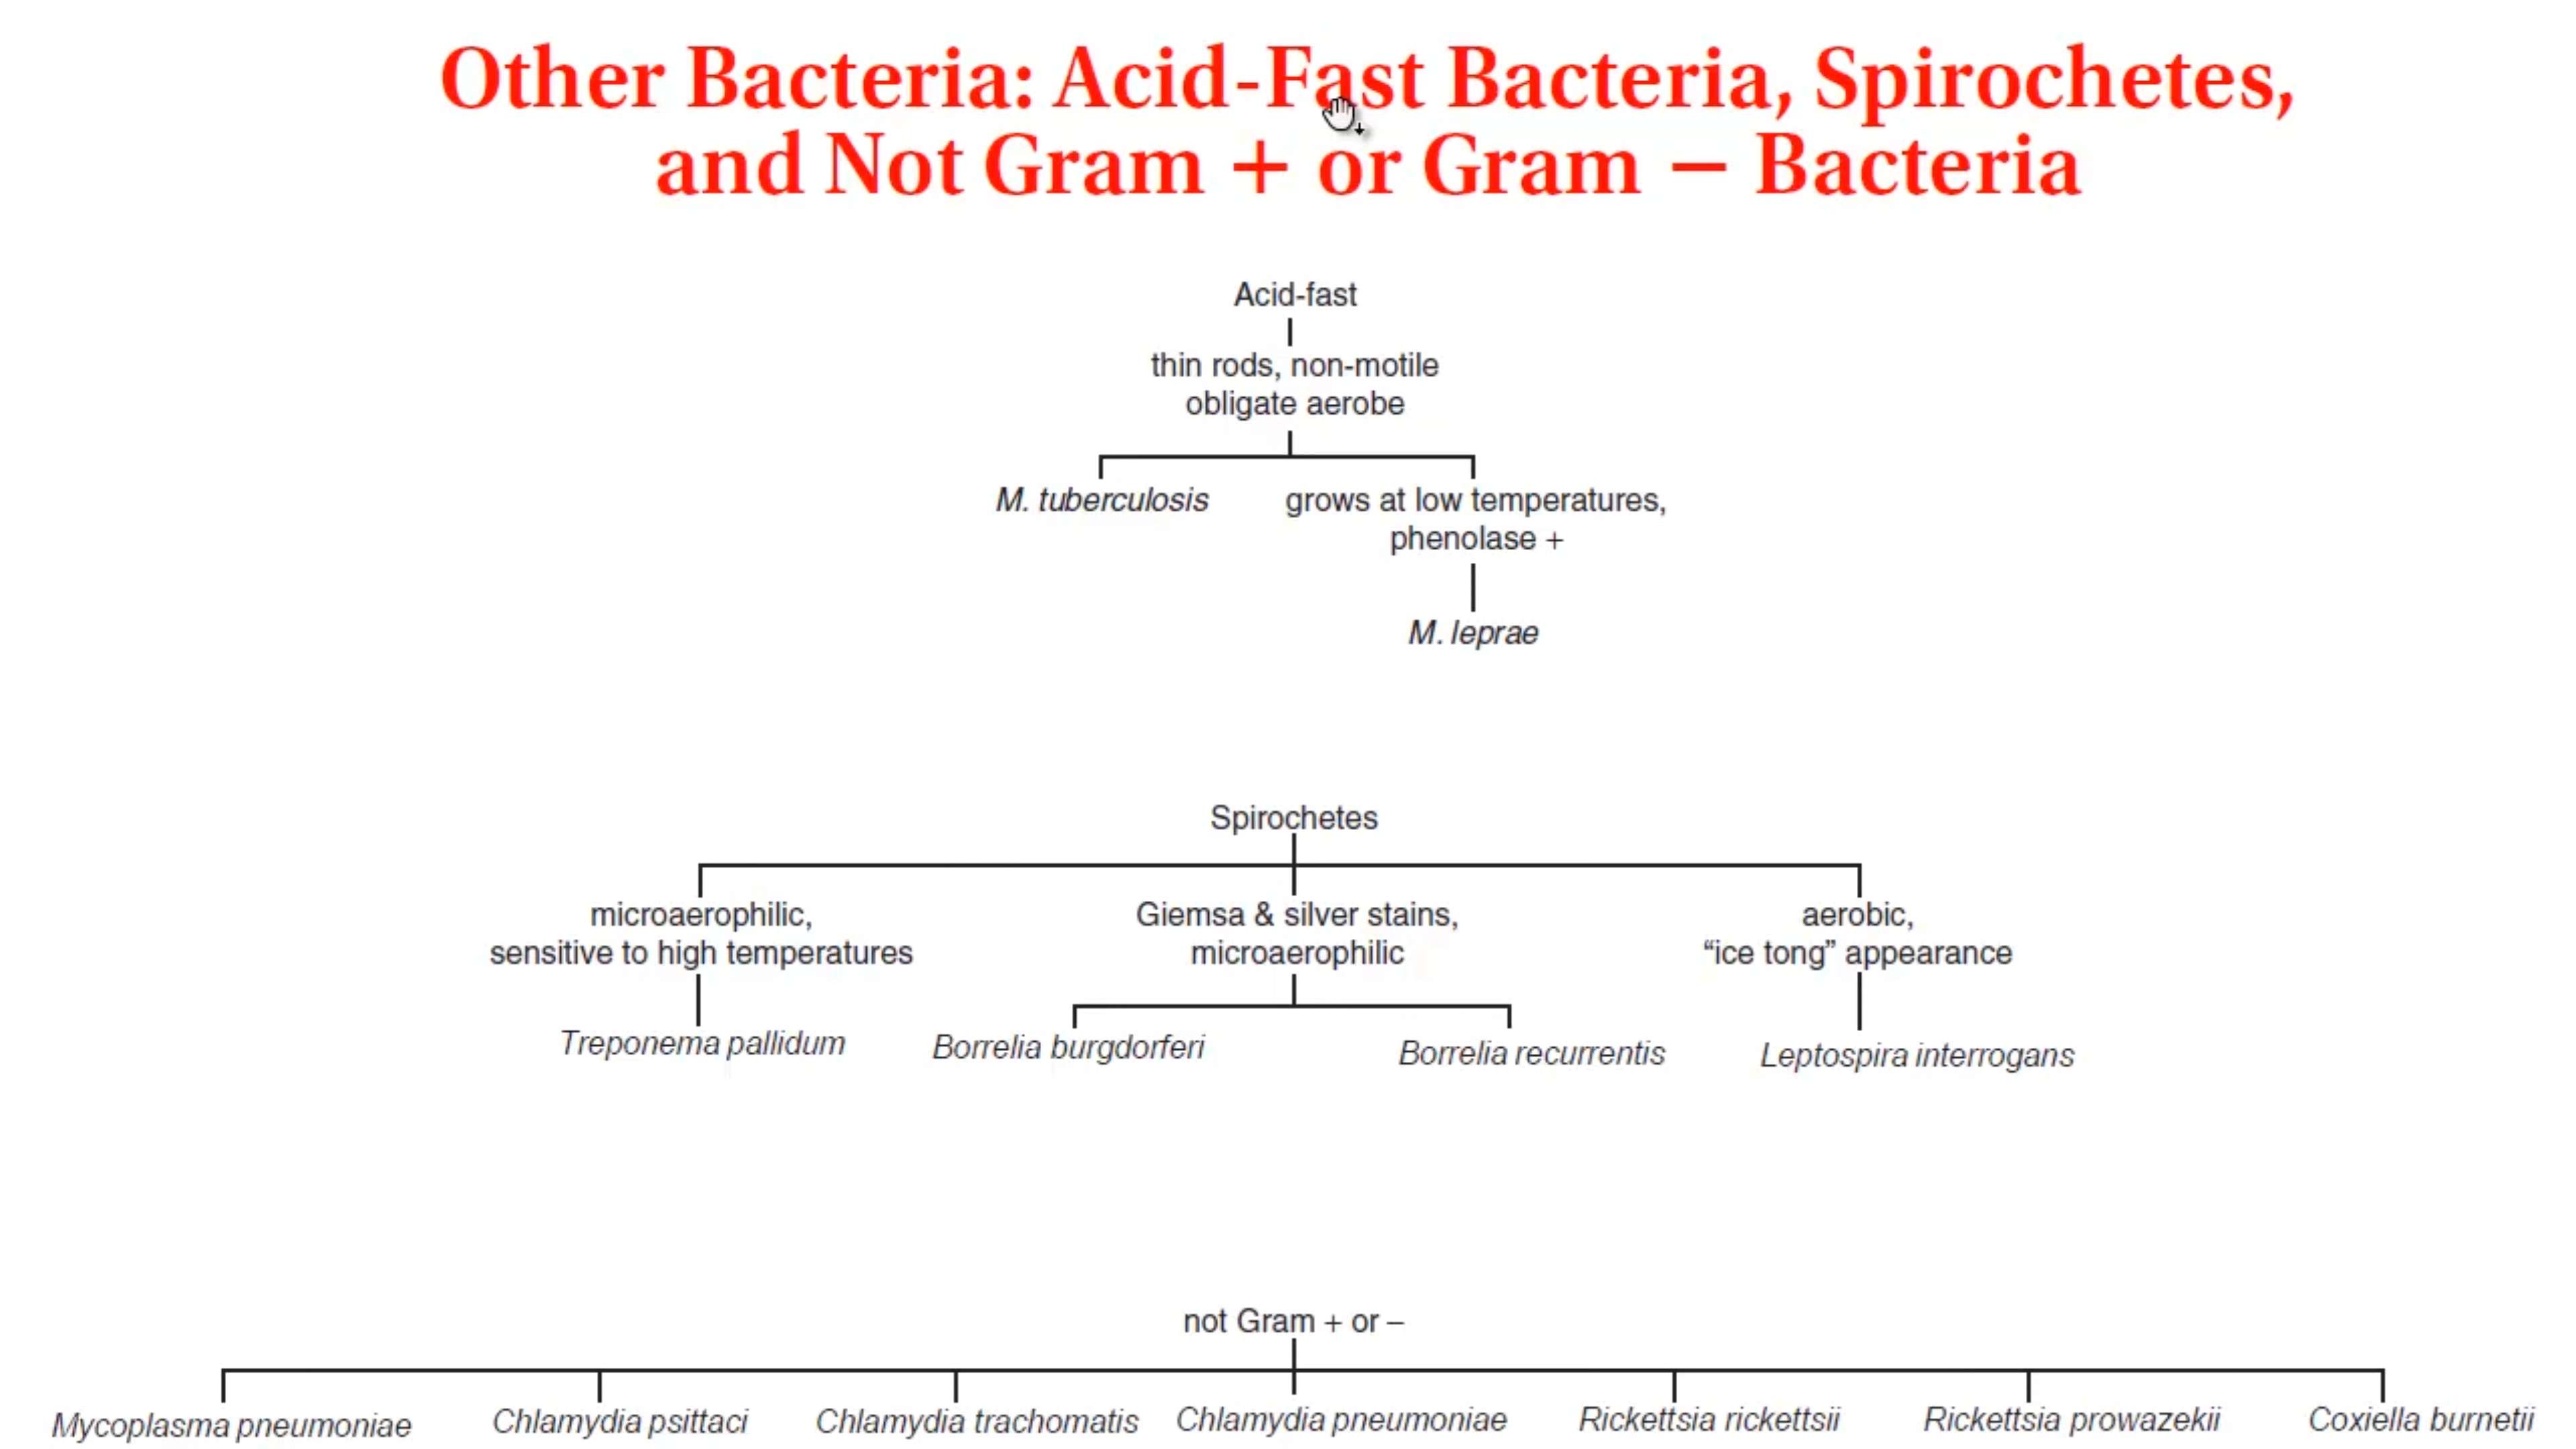 Other Bacteria: Acid-Fast Bacteria, Spirochetes,
and Not Gram + or Gram − Bacteria
Acid-fast
thin rods, non-motile
obligate aerobe
M. tuberculosis
grows at low temperatures,
phenolase +
M. leprae
Spirochetes
microaerophilic,
sensitive to high temperatures
Treponema pallidum
Giemsa & silver stains,
microaerophilic
Borrelia burgdorferi
Borrelia recurrentis
aerobic,
“ice tong” appearance
Leptospira interrogans
not Gram + or –
Mycoplasma pneumoniae
Chlamydia psittaci
Chlamydia trachomatis
Chlamydia pneumoniae
Rickettsia rickettsii
Rickettsia prowazekii
Coxiella burnetii